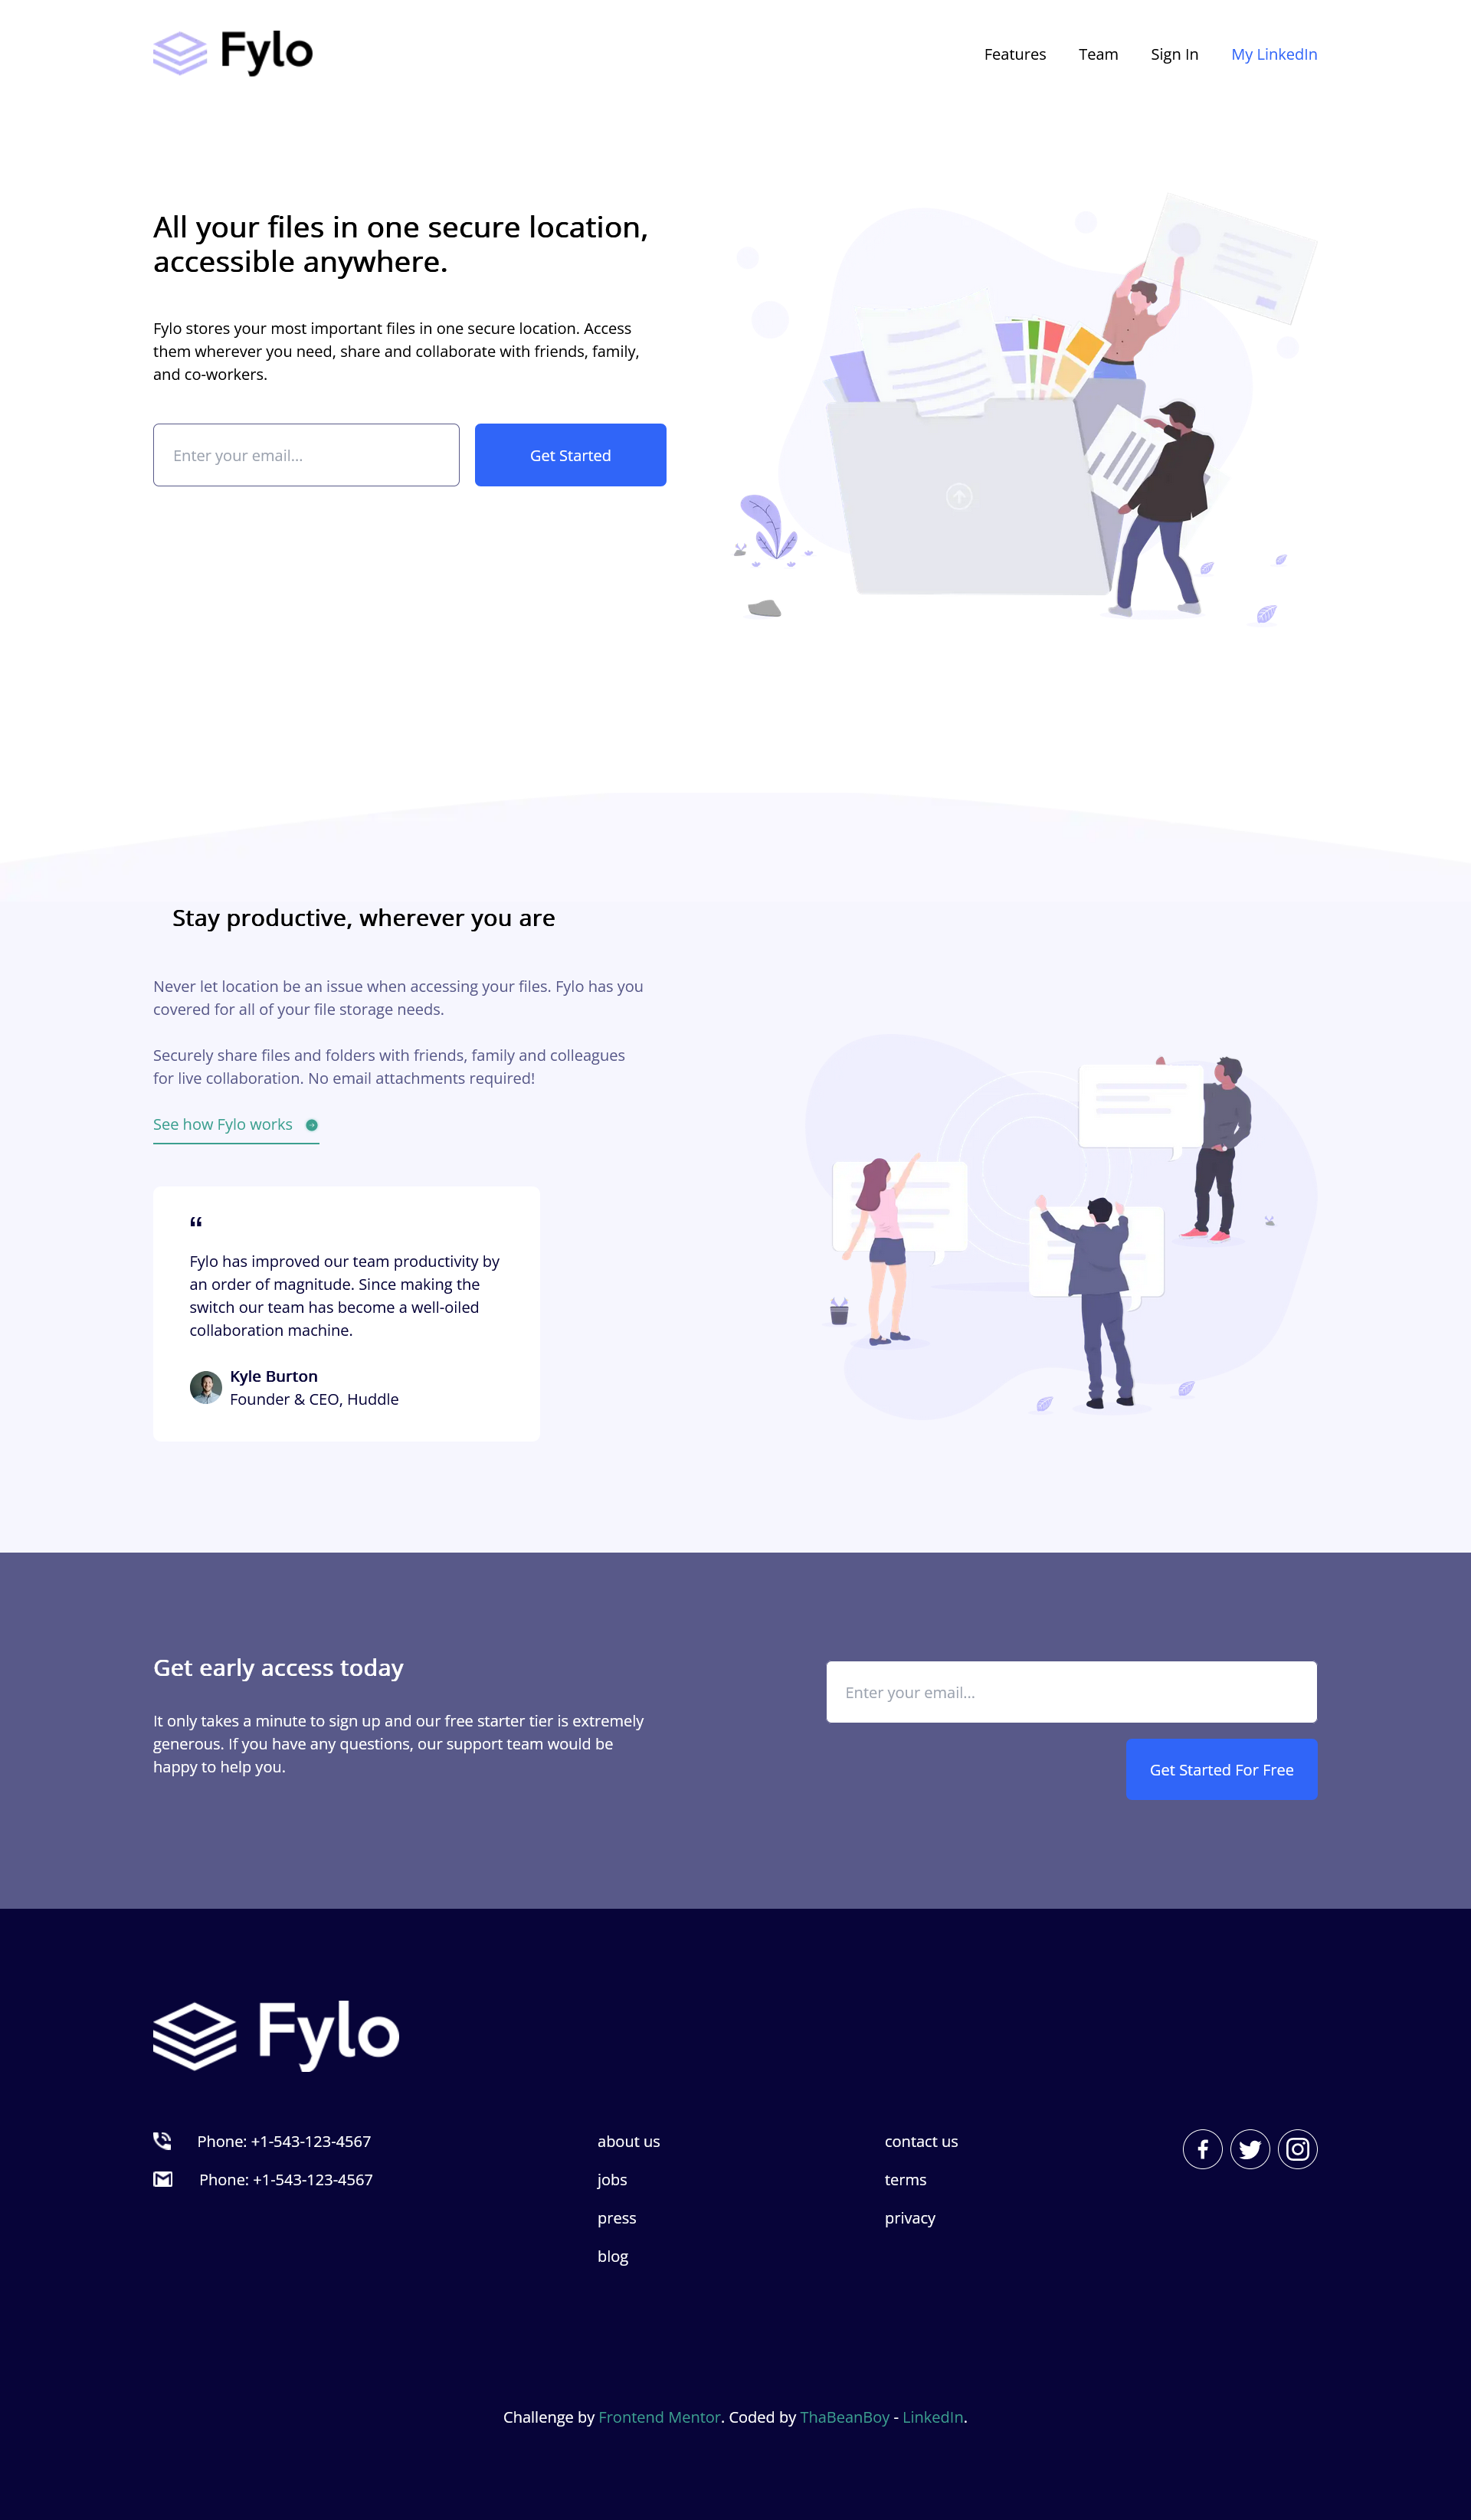 Fylo
Features
Team
Sign In
My LinkedIn
All your files in one secure location,
accessible anywhere.
Fylo stores your most important files in one secure location. Access
them wherever you need, share and collaborate with friends, family,
and co-workers.
Enter your email...
Get Started
Stay productive, wherever you are
Never let location be an issue when accessing your files. Fylo has you
covered for all of your file storage needs.
Securely share files and folders with friends, family and colleagues
for live collaboration. No email attachments required!
See how Fylo works
“
Fylo has improved our team productivity by
an order of magnitude. Since making the
switch our team has become a well-oiled
collaboration machine.
Kyle Burton
Founder & CEO, Huddle
Get early access today
It only takes a minute to sign up and our free starter tier is extremely
generous. If you have any questions, our support team would be
happy to help you.
Enter your email...
Get Started For Free
Fylo
Phone: +1-543-123-4567
Phone: +1-543-123-4567
about us
jobs
press
blog
contact us
terms
privacy
Challenge by Frontend Mentor. Coded by ThaBeanBoy - LinkedIn.